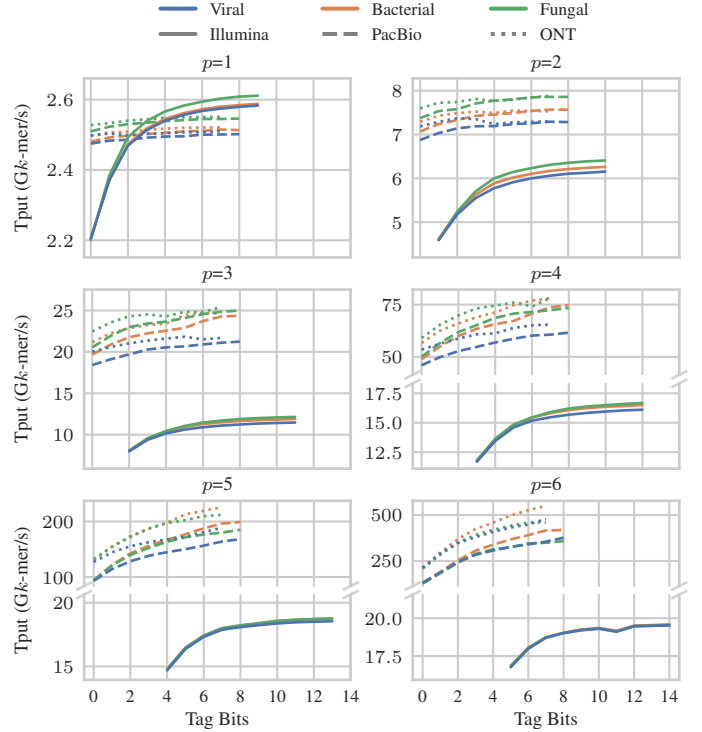 Viral Bacterial Fungal
Illumina PacBio ONT
p=1 p=2
Tput (Gk-mer/s)
2.6
2.4
2.2
8
7
6
5
p=3 p=4
Tput (Gk-mer/s)
25
20
15
10
75
50
17.5
15.0
12.5
p=5 p=6
Tput (Gk-mer/s)
200
100
20
15
500
250
20.0
17.5
0 2 4 6 8 10 12 14
0 2 4 6 8 10 12 14
Tag Bits Tag Bits